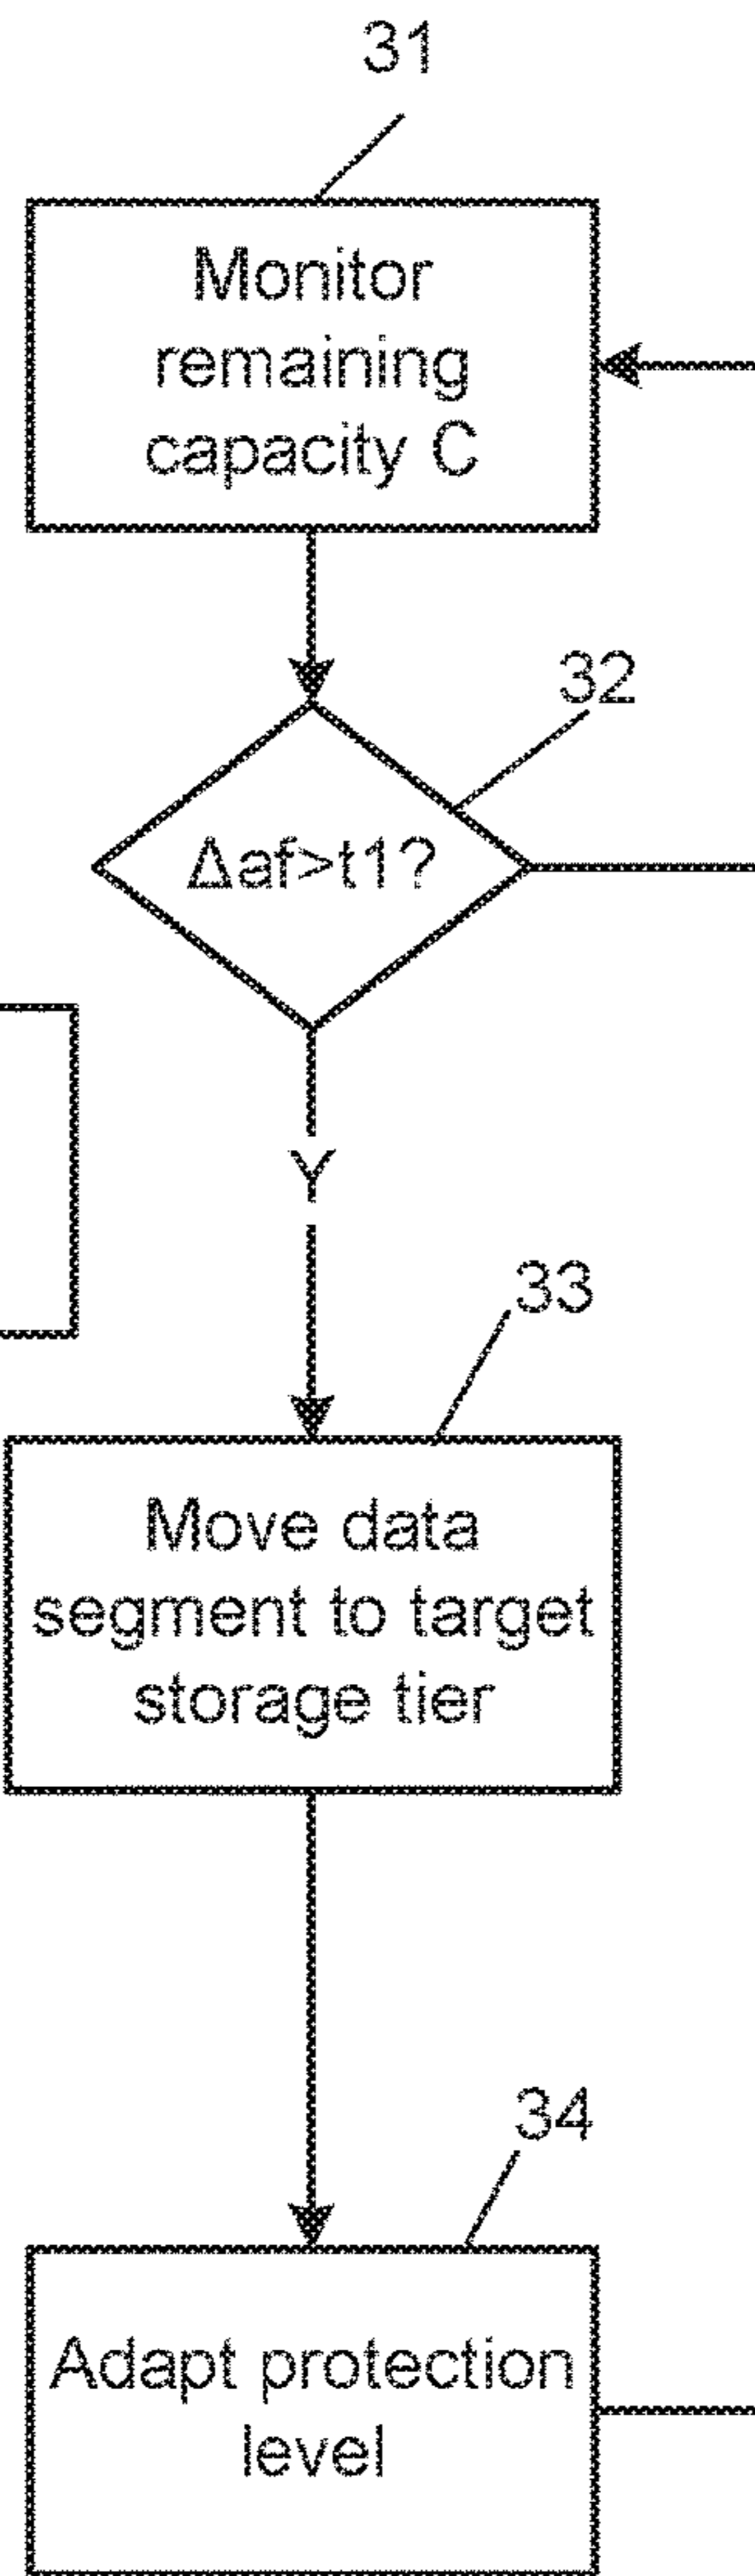 31
Monitor
remaining
capacity C
32
Δaf>t1?
Y
33
Move data
segment to target
storage tier
34
Adapt protection
level